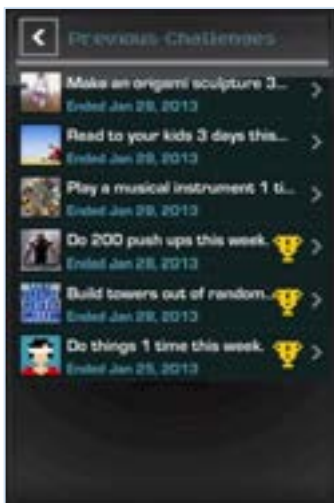 Previous Challenges
Make an origami sculpture 3...
Ended Jan 28, 2013
Read to your kids 3 days this...
Ended Jan 28, 2013
Play a musical instrument 1 ti...
Ended Jan 28, 2013
Do 200 push ups this week.
Ended Jan 28, 2013
Build towers out of random...
Ended Jan 28, 2013
Do things 1 time this week.
Ended Jan 25, 2013